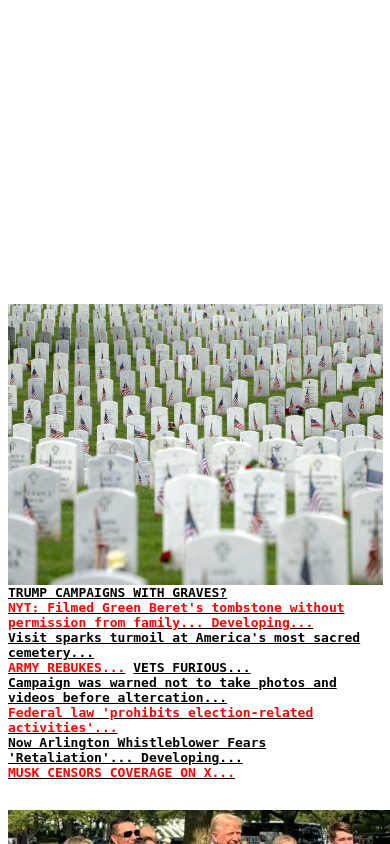 TRUMP CAMPAIGNS WITH GRAVES?
NYT: Filmed Green Beret's tombstone without
permission from family... Developing...
Visit sparks turmoil at America's most sacred
cemetery...
ARMY REBUKES... VETS FURIOUS...
Campaign was warned not to take photos and
videos before altercation...
Federal law 'prohibits election-related
activities'...
Now Arlington Whistleblower Fears
'Retaliation'... Developing...
MUSK CENSORS COVERAGE ON X...